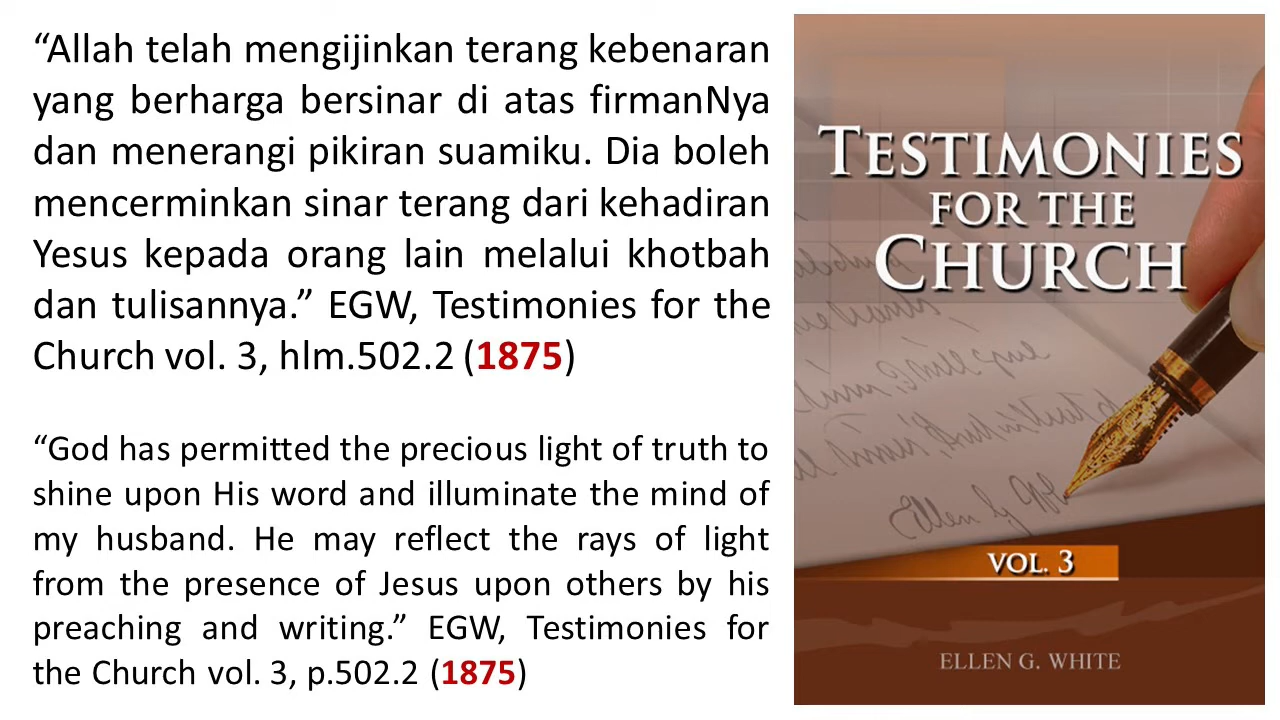 “Allah telah mengijinkan terang kebenaran
yang berharga bersinar di atas firmanNya
dan menerangi pikiran suamiku. Dia boleh
mencerminkan sinar terang dari kehadiran
Yesus kepada orang lain melalui khotbah
dan tulisannya.” EGW, Testimonies for the
Church vol. 3, hlm.502.2 (1875)
“God has permitted the precious light of truth to
shine upon His word and illuminate the mind of
my husband. He may reflect the rays of light
from the presence of Jesus upon others by his
preaching and writing.” EGW, Testimonies for
the Church vol. 3, p.502.2 (1875)
TESTIMONIES
FOR THE
CHURCH
VOL. 3
ELLEN G. WHITE